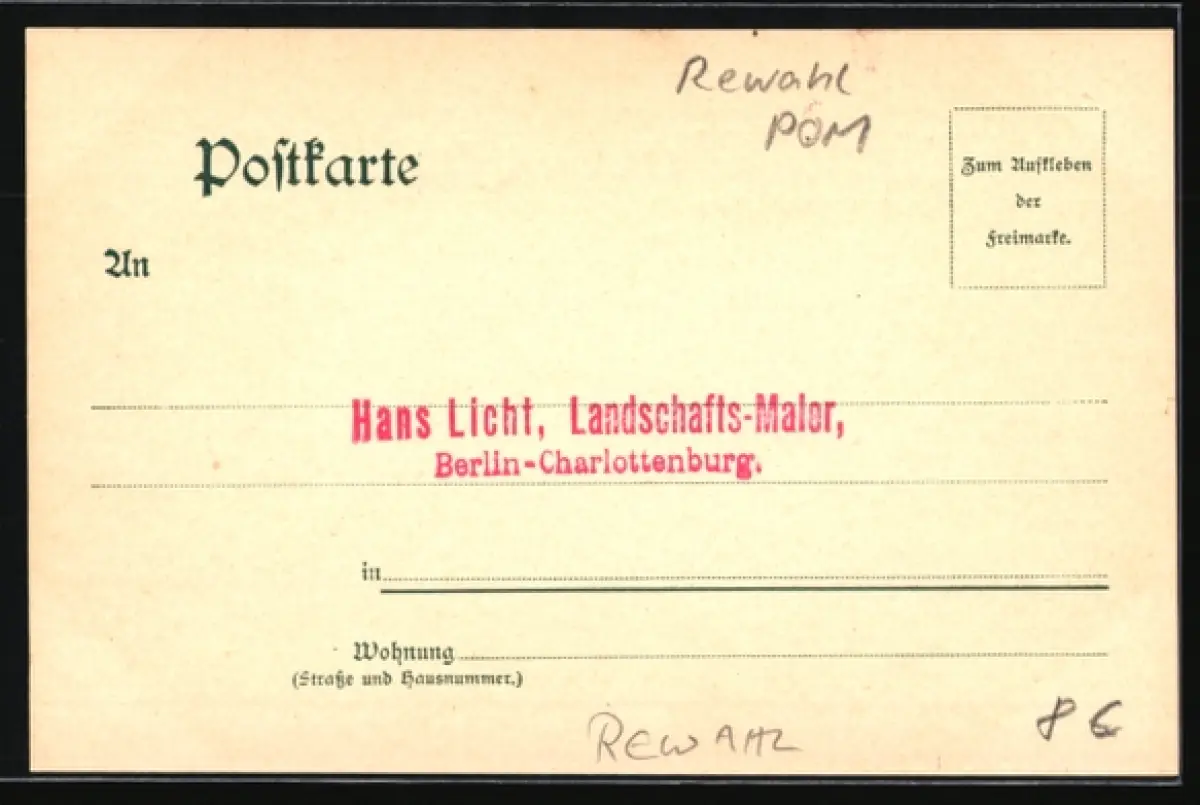 Rewahl
POM
Postkarte
Zum Aufkleben
der
Freimarke.
An
Hans Licht, Landschafts-Maler,
Berlin-Charlottenburg.
in
Wohnung
(Straße und Hausnummer.)
REWAHL